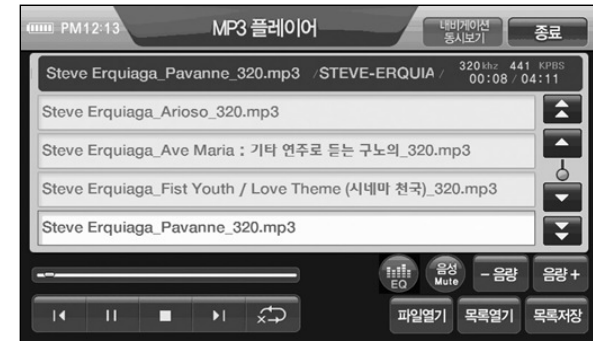 PM12:13
MP3 플레이어
내비게이션
동시보기
종료
Steve Erquiaga_Pavanne_320.mp3 /STEVE-ERQUIA /
320khz 441 KPBS
00:08 / 04:11
Steve Erquiaga_Arioso_320.mp3
Steve Erquiaga_Ave Maria : 기타 연주로 듣는 구노의_320.mp3
Steve Erquiaga_Fist Youth / Love Theme (시네마 천국)_320.mp3
Steve Erquiaga_Pavanne_320.mp3
EQ
음성
Mute
- 음량
음량 +
파일열기
목록열기
목록저장